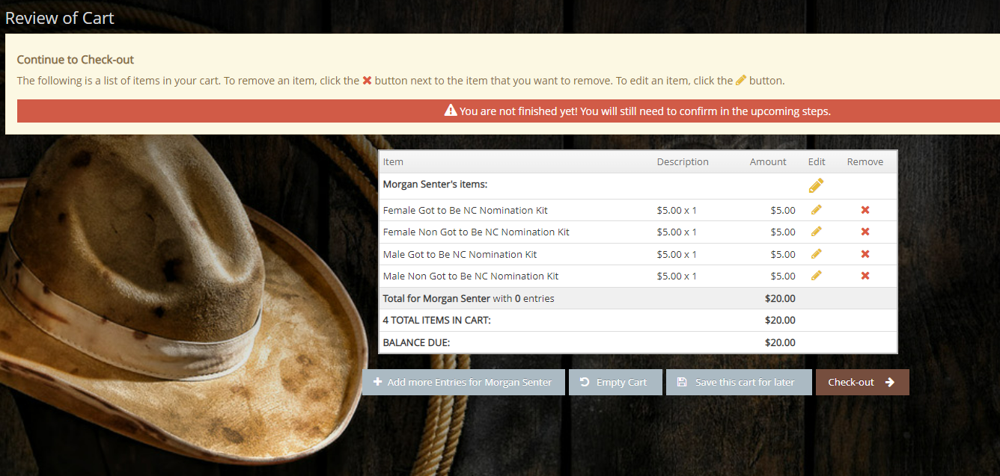 Review of Cart
Continue to Check-out
The following is a list of items in your cart. To remove an item, click the button next to the item that you want to remove. To edit an item, click the button.
You are not finished yet! You will still need to confirm in the upcoming steps.
Item Description Amount Edit Remove
Morgan Senter's items:
Female Got to Be NC Nomination Kit $5.00 x 1 $5.00
Female Non Got to Be NC Nomination Kit $5.00 x 1 $5.00
Male Got to Be NC Nomination Kit $5.00 x 1 $5.00
Male Non Got to Be NC Nomination Kit $5.00 x 1 $5.00
Total for Morgan Senter with 0 entries $20.00
4 TOTAL ITEMS IN CART: $20.00
BALANCE DUE: $20.00
Add more Entries for Morgan Senter Empty Cart Save this cart for later Check-out